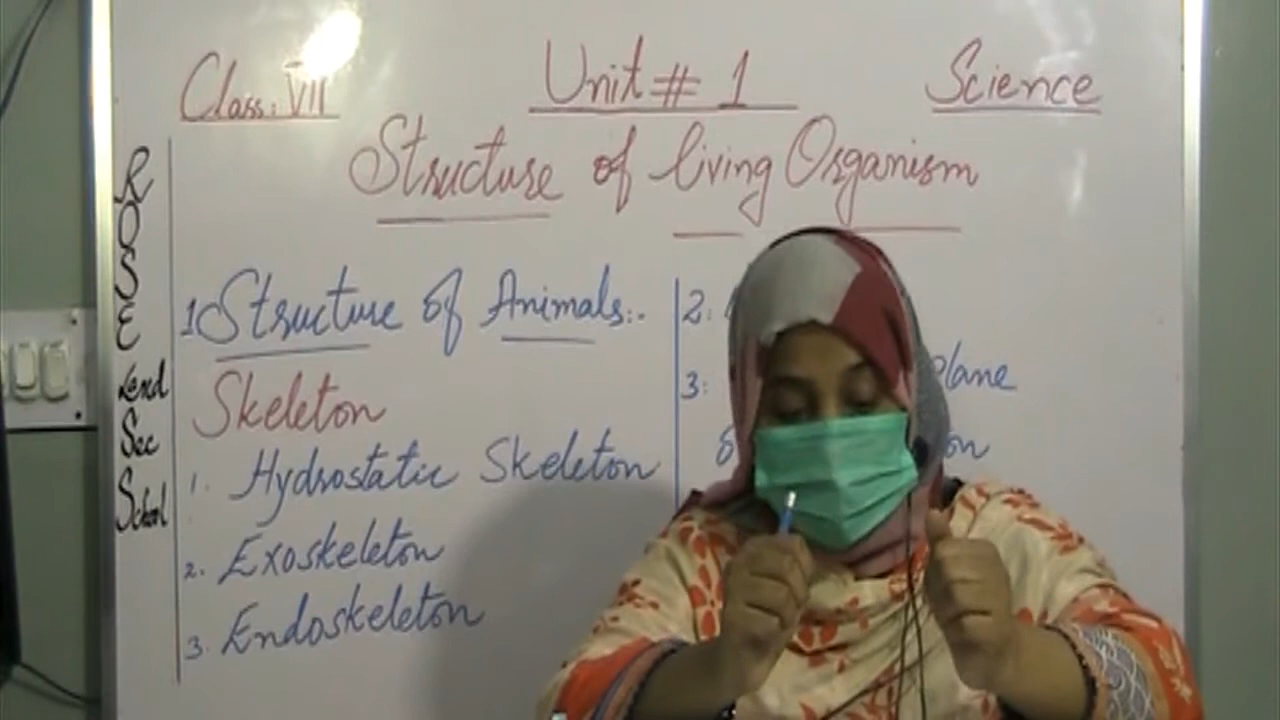 Class: VII Unit # 1 Science
Structure of living Organism
R
O
S
E
Lend
Sec
School
1) Structure of Animals:-
Skeleton
1. Hydrostatic Skeleton
2. Exoskeleton
3. Endoskeleton
2:
3: Plane